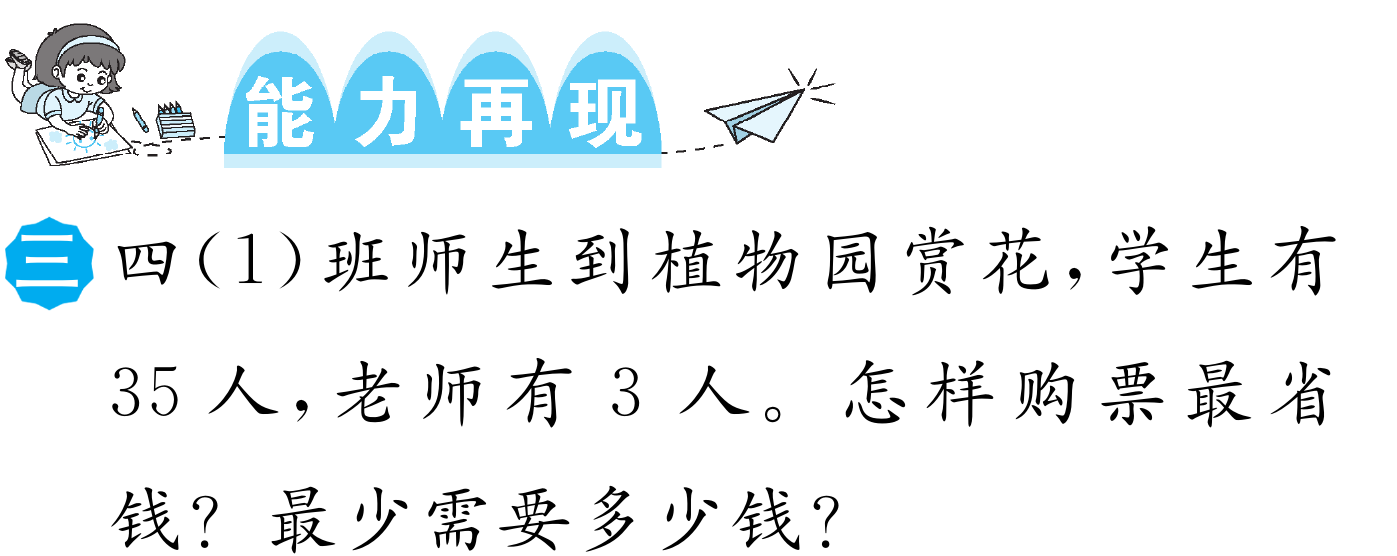 能力再现
三 四(1)班师生到植物园赏花,学生有
35人,老师有3人。怎样购票最省
钱?最少需要多少钱?